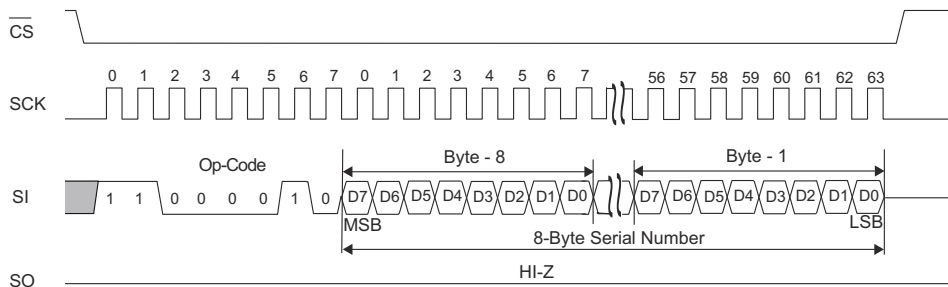 CS
0 1 2 3 4 5 6 7 0 1 2 3 4 5 6 7 56 57 58 59 60 61 62 63
SCK
Op-Code Byte - 8 Byte - 1
SI 1 1 0 0 0 0 1 0 D7 D6 D5 D4 D3 D2 D1 D0 D7 D6 D5 D4 D3 D2 D1 D0
MSB LSB
8-Byte Serial Number
HI-Z
SO